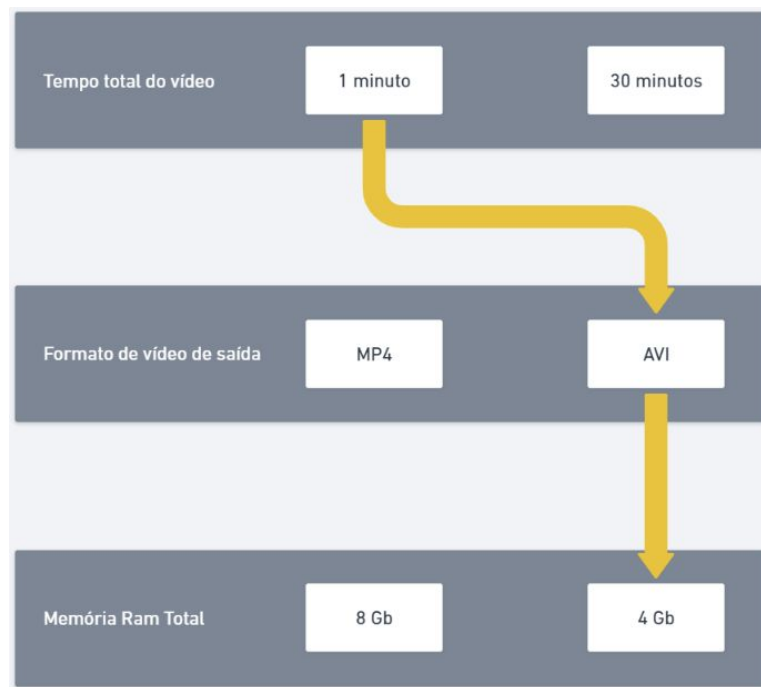 Tempo total do vídeo 1 minuto 30 minutos
Formato de vídeo de saída MP4 AVI
Memória Ram Total 8 Gb 4 Gb